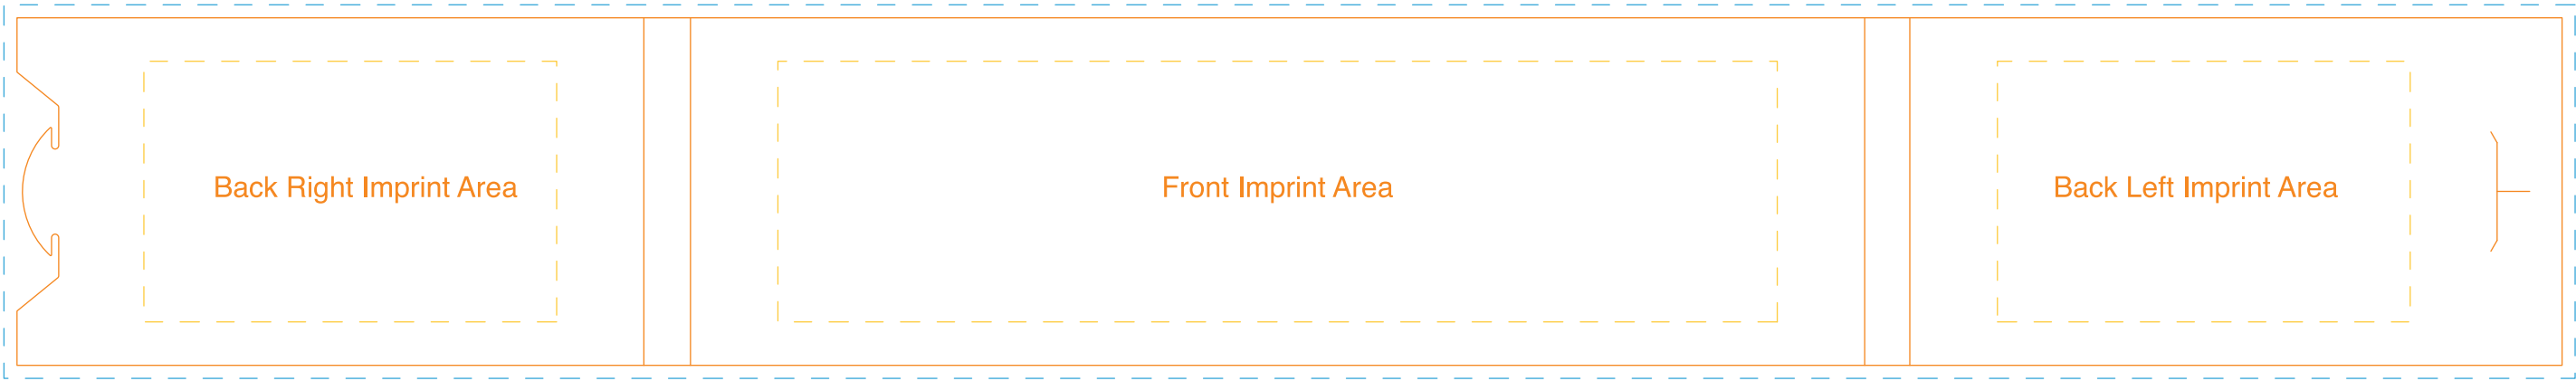 Back Right Imprint Area
Front Imprint Area
Back Left Imprint Area